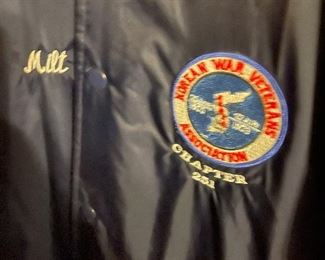 Milt
KOREAN WAR VETERANS
ASSOCIATION
CHAPTER
251